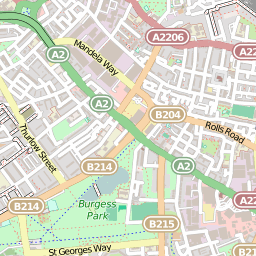 A2206
A2
Mandela Way
A2
B204
Rolls Road
Thurlow Street
B214
A2
B214
Burgess
Park
B215
St Georges Way